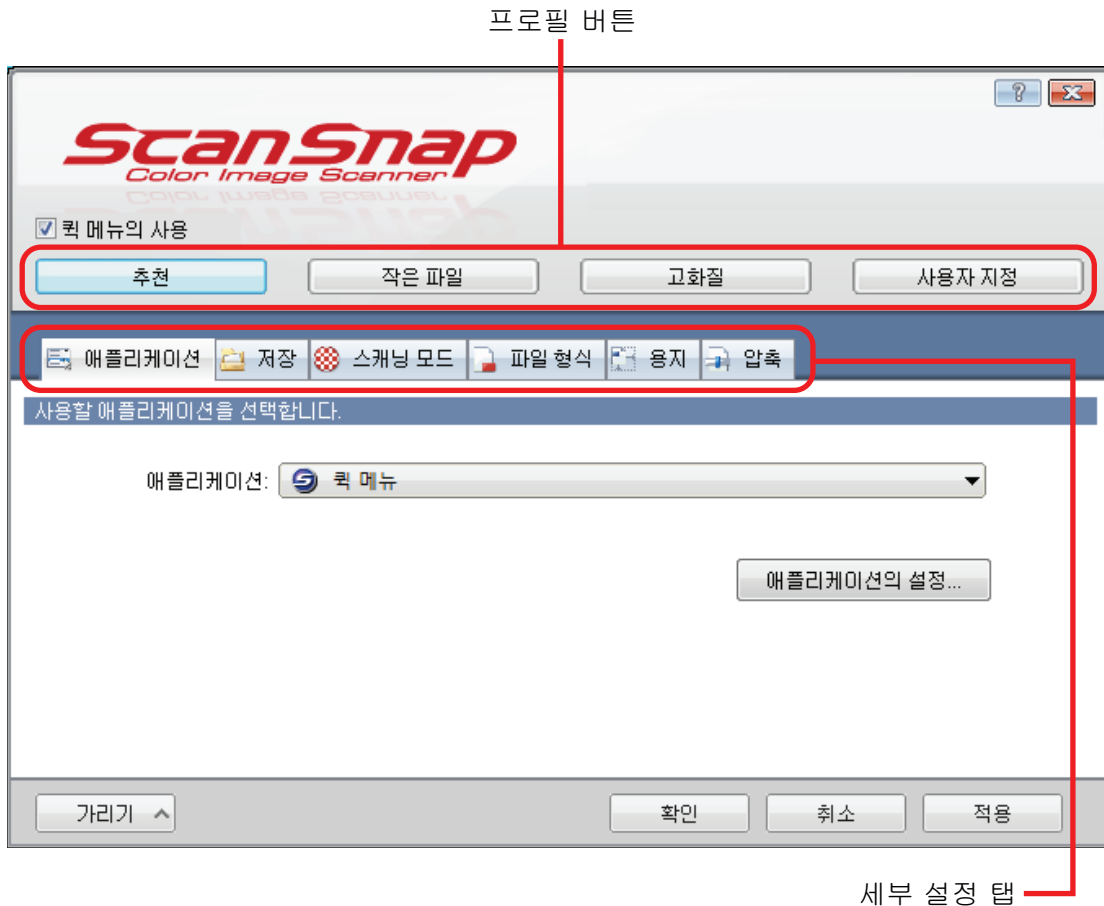 프로필 버튼
ScanSnap
Color Image Scanner
퀵 메뉴의 사용
추천 작은 파일 고화질 사용자 지정
애플리케이션 저장 스캐닝 모드 파일 형식 용지 압축
사용할 애플리케이션을 선택합니다.
애플리케이션: 퀵 메뉴
애플리케이션의 설정...
가리기 확인 취소 적용
세부 설정 탭